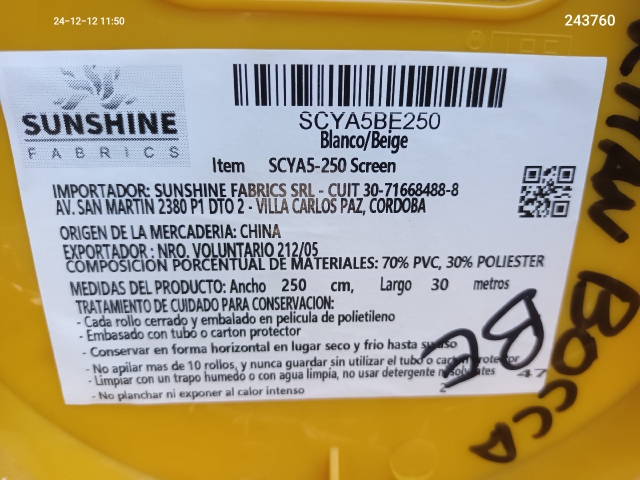 24-12-12 11:50
243760
SUNSHINE
FABRICS
SCYA5BE250
Blanco/Beige
Item SCYA5-250 Screen
IMPORTADOR: SUNSHINE FABRICS SRL - CUIT 30-71668488-8
AV. SAN MARTIN 2380 P1 DTO 2 - VILLA CARLOS PAZ, CORDOBA
ORIGEN DE LA MERCADERIA: CHINA
EXPORTADOR: NRO. VOLUNTARIO 212/05
COMPOSICIÓN PORCENTUAL DE MATERIALES: 70% PVC, 30% POLIESTER
MEDIDAS DEL PRODUCTO: Ancho 250 cm, Largo 30 metros
TRATAMIENTO DE CUIDADO PARA CONSERVACION:
- Cada rollo cerrado y embalado en pelicula de polietileno
- Embasado con tubo o carton protector
- Conservar en forma horizontal en lugar seco y frio hasta su uso
- No apilar mas de 10 rollos, y nunca guardar sin utilizar el tubo o carton protector
- Limpiar con un trapo humedo o con agua limpia, no usar detergente
- No planchar ni exponer al calor intenso
2
47
BE
BOCCA